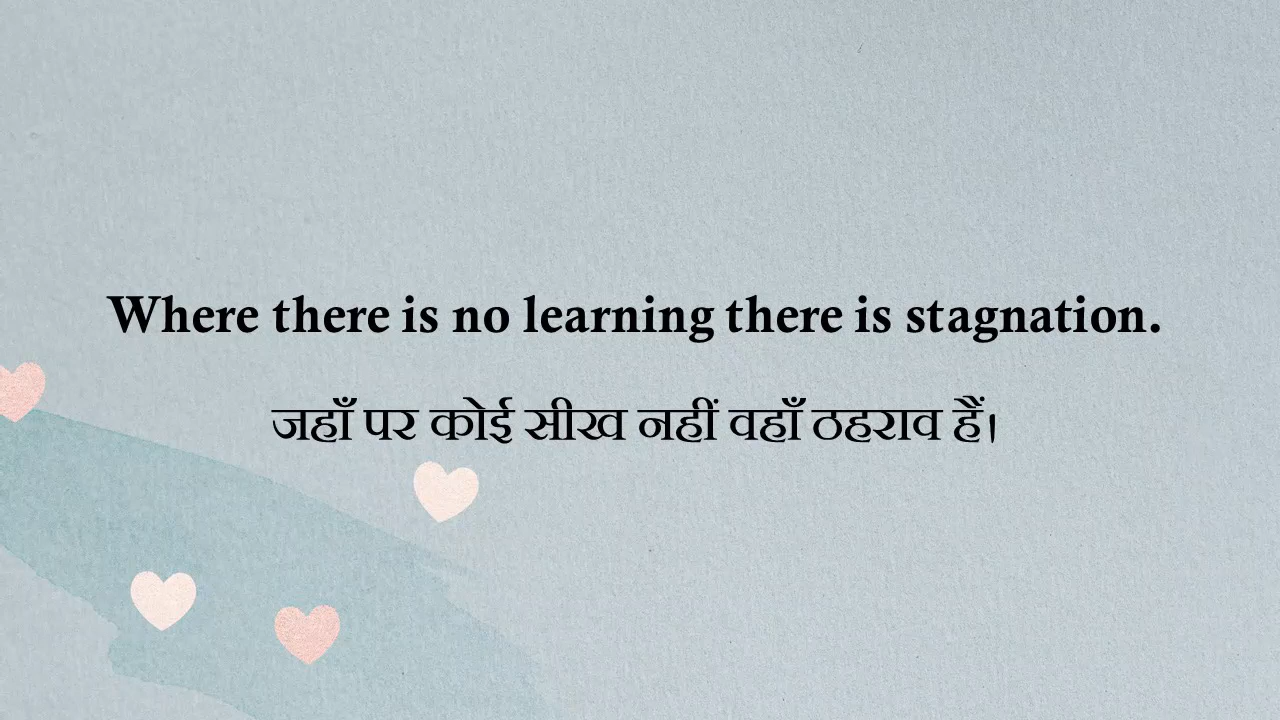 Where there is no learning there is stagnation.
जहाँ पर कोई सीख नहीं वहाँ ठहराव हैं।